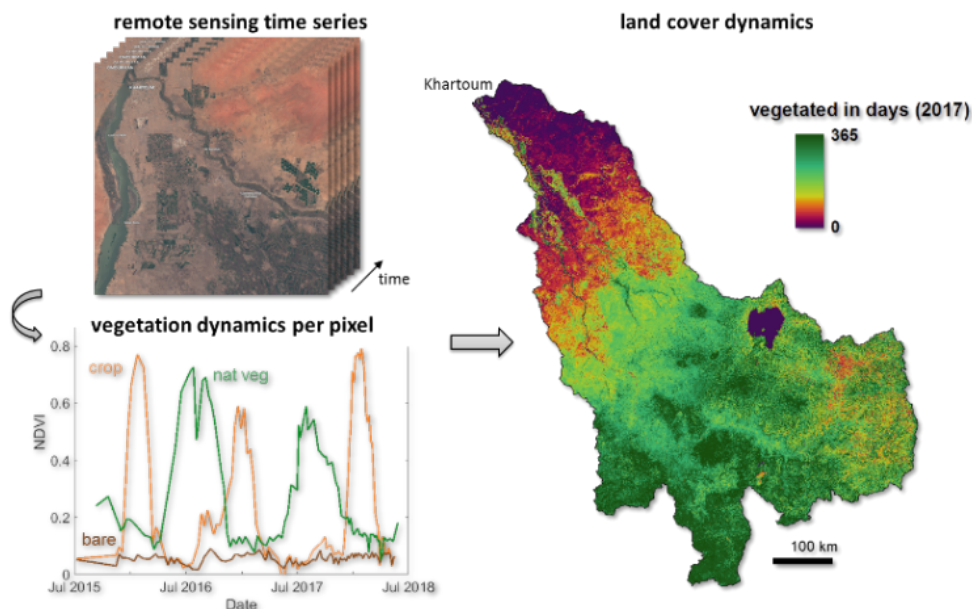 remote sensing time series
time
vegetation dynamics per pixel
0.8
0.6
0.4
0.2
0
NDVI
crop
nat veg
bare
Jul 2015
Jul 2016
Jul 2017
Jul 2018
Date
land cover dynamics
Khartoum
vegetated in days (2017)
365
0
100 km